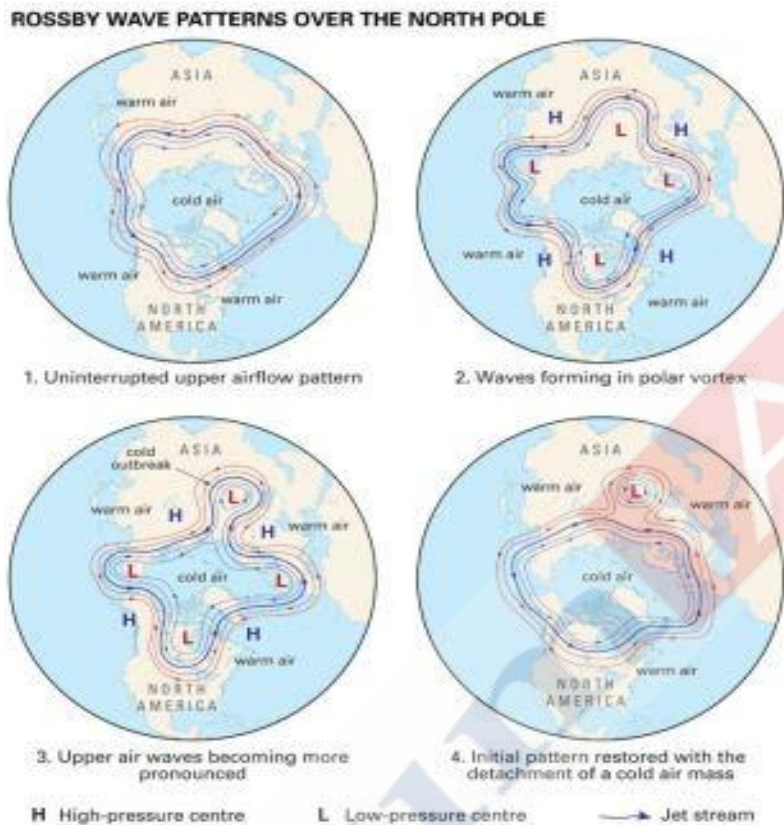 ROSSBY WAVE PATTERNS OVER THE NORTH POLE
ASIA
warm air
cold air
warm air
warm air
NORTH
AMERICA
1. Uninterrupted upper airflow pattern
ASIA
warm air
H
L
H
L
L
cold air
warm air
H
L
H
warm air
NORTH
AMERICA
2. Waves forming in polar vortex
ASIA
cold
outbreak
L
warm air
H
warm air
H
L
cold air
L
H
L
H
warm air
NORTH
AMERICA
3. Upper air waves becoming more
pronounced
ASIA
warm air
L
warm air
cold air
warm air
NORTH
AMERICA
4. Initial pattern restored with the
detachment of a cold air mass
H High-pressure centre
L Low-pressure centre
Jet stream